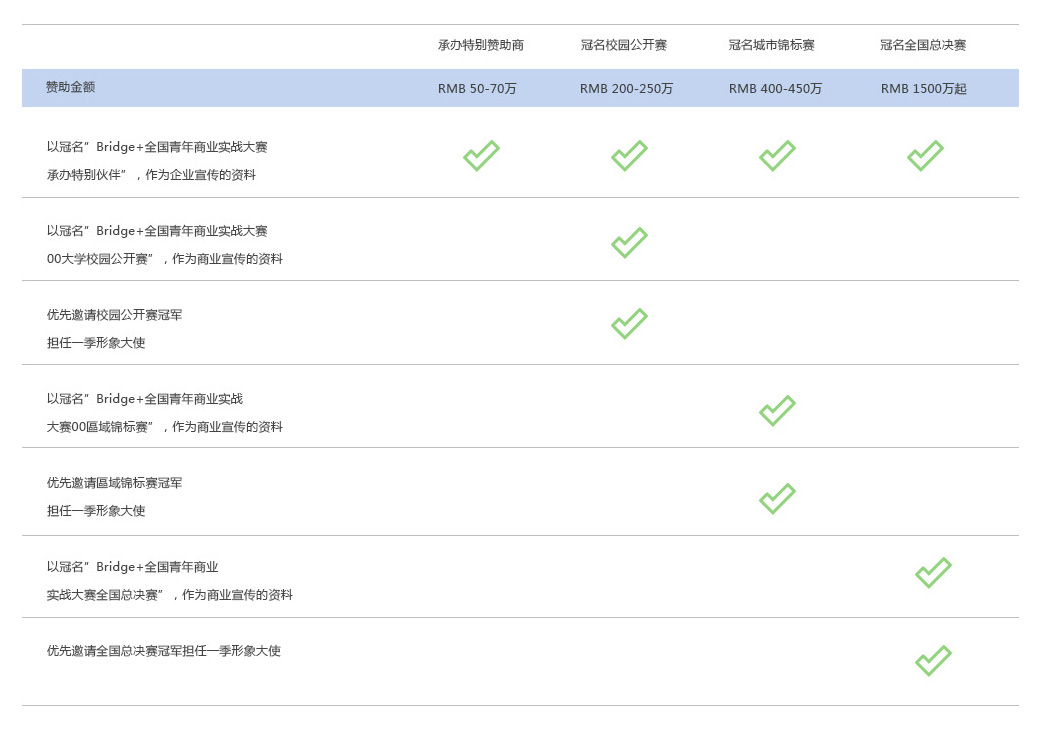 承办特别赞助商 冠名校园公开赛 冠名城市锦标赛 冠名全国总决赛
赞助金额 RMB 50-70万 RMB 200-250万 RMB 400-450万 RMB 1500万起
以冠名”Bridge+全国青年商业实战大赛
承办特别伙伴”，作为企业宣传的资料
以冠名”Bridge+全国青年商业实战大赛
00大学校园公开赛”，作为商业宣传的资料
优先邀请校园公开赛冠军
担任一季形象大使
以冠名”Bridge+全国青年商业实战
大赛00區域锦标赛”，作为商业宣传的资料
优先邀请區域锦标赛冠军
担任一季形象大使
以冠名”Bridge+全国青年商业
实战大赛全国总决赛”，作为商业宣传的资料
优先邀请全国总决赛冠军担任一季形象大使